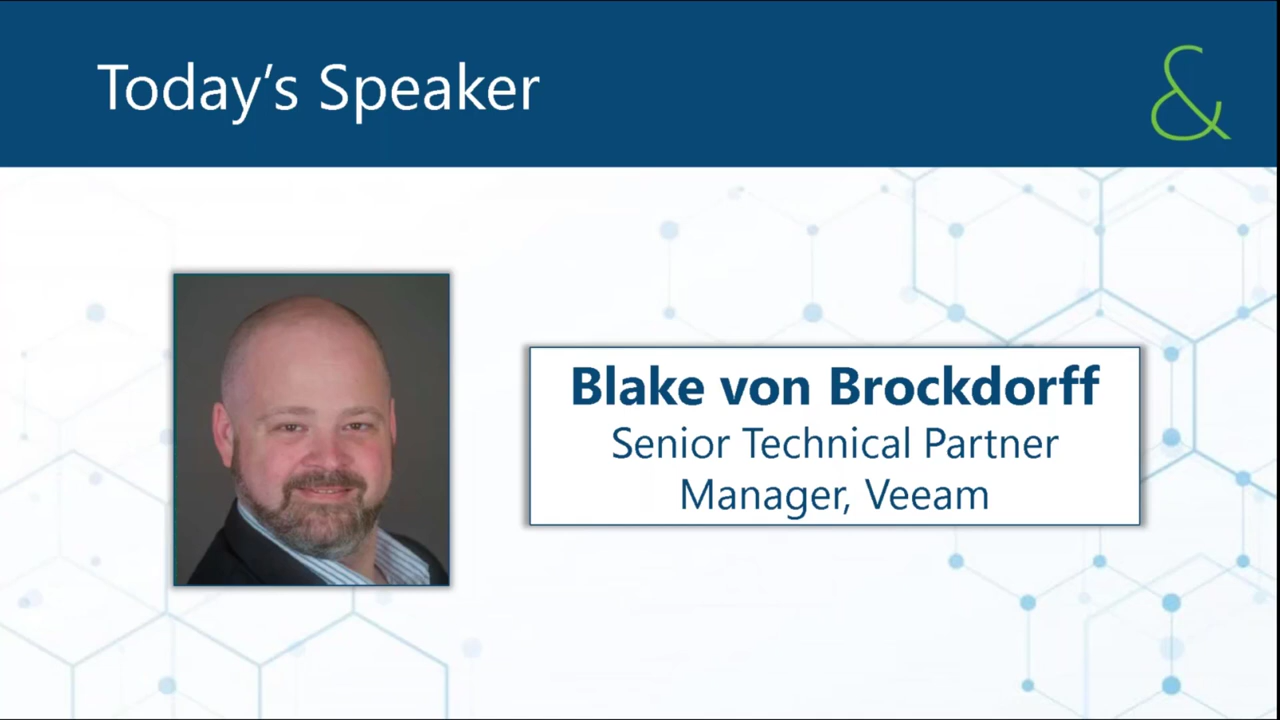 Today's Speaker
&
Blake von Brockdorff
Senior Technical Partner
Manager, Veeam